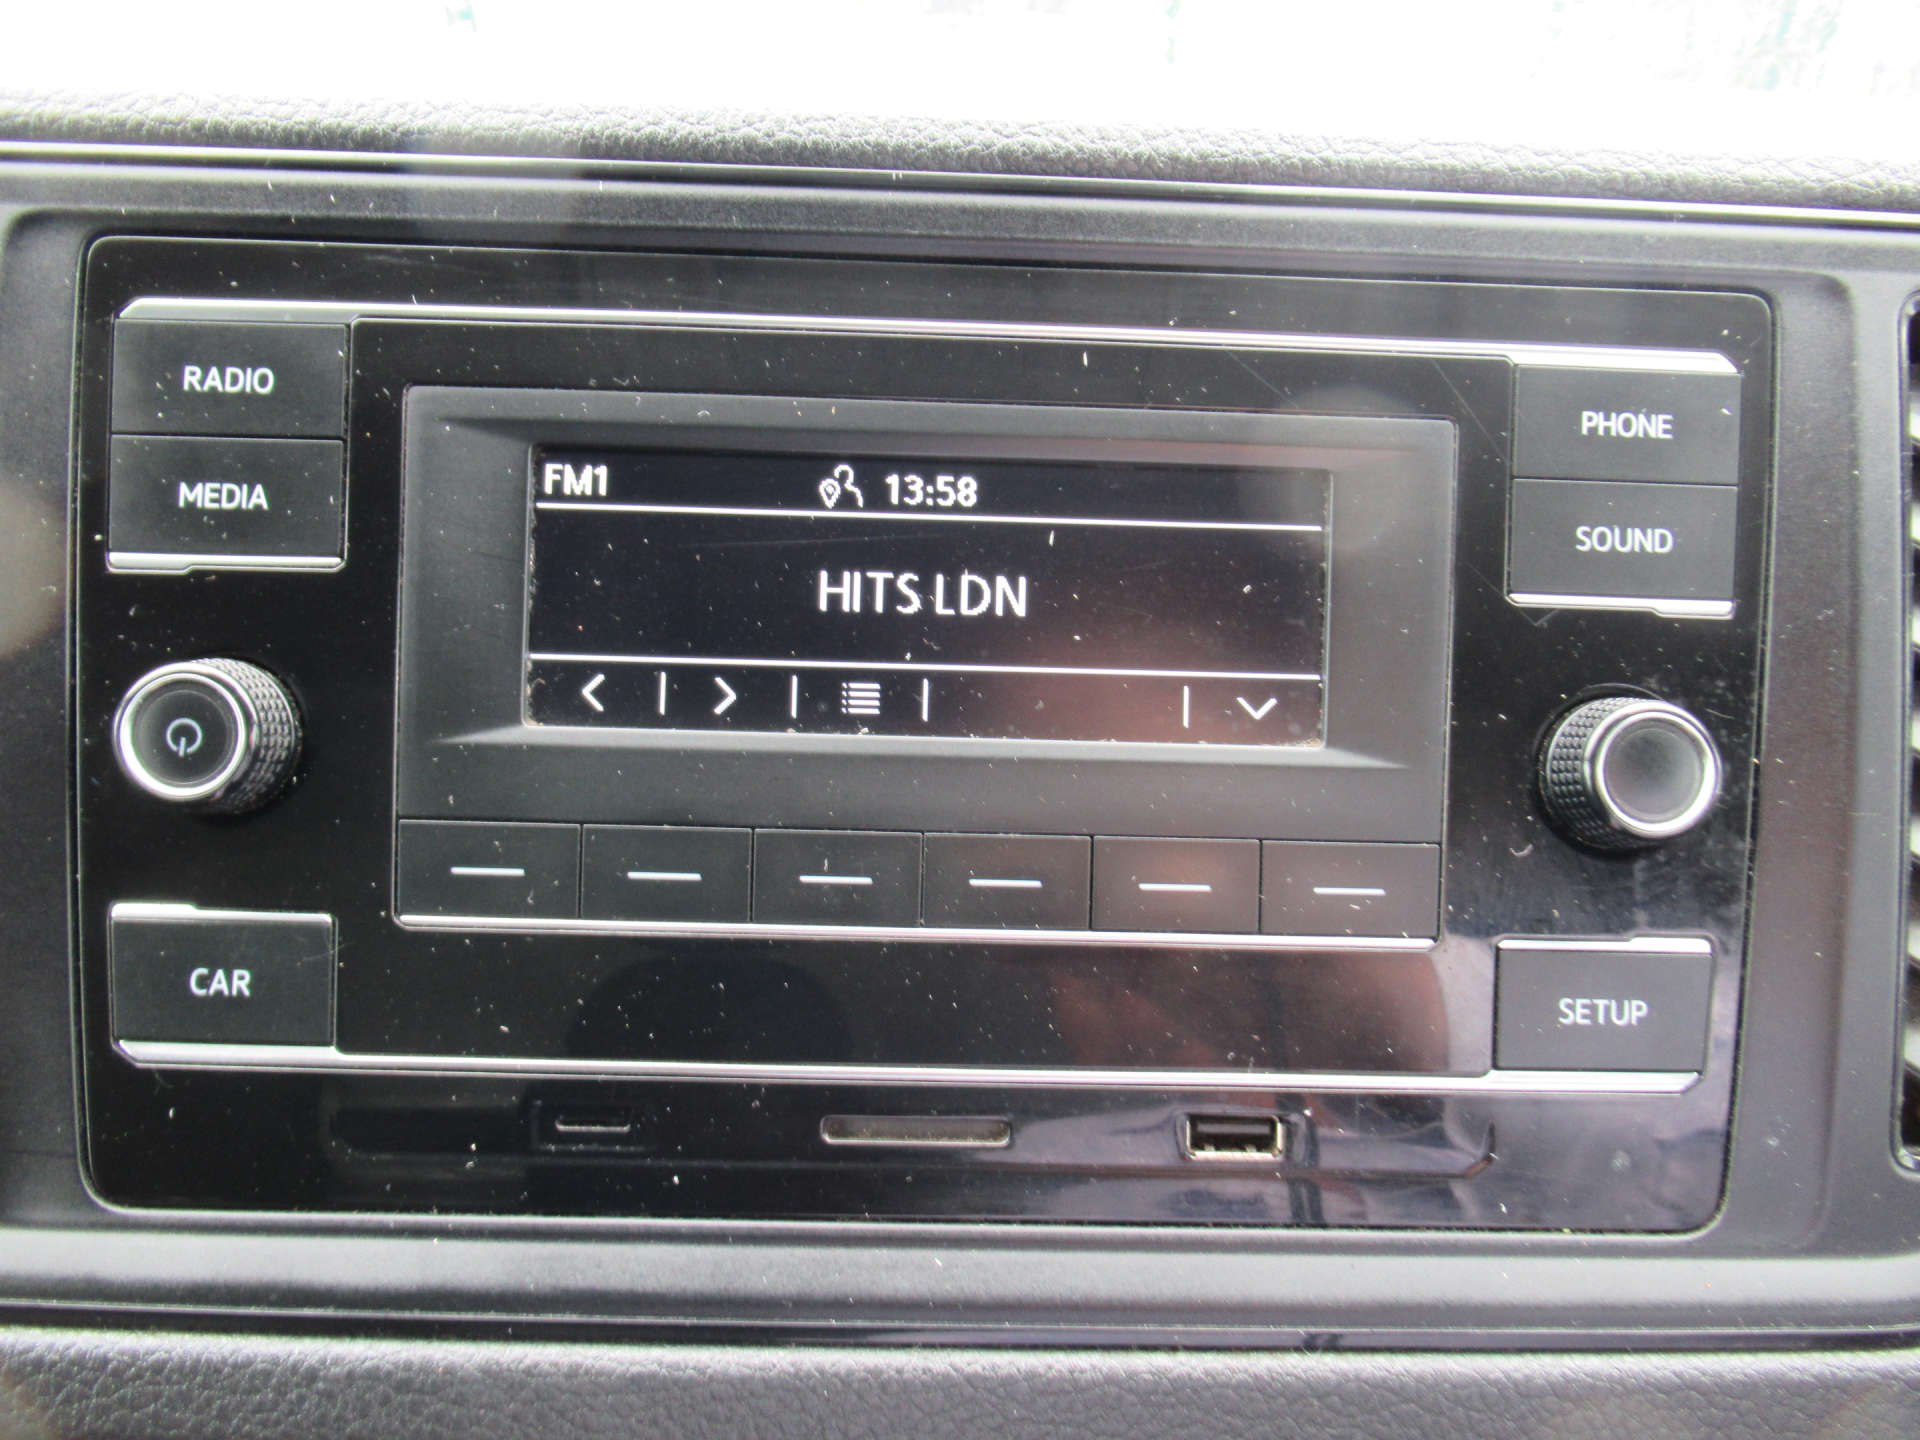 RADIO
MEDIA
FM1
13:58
HITS LDN
PHONE
SOUND
CAR
SETUP